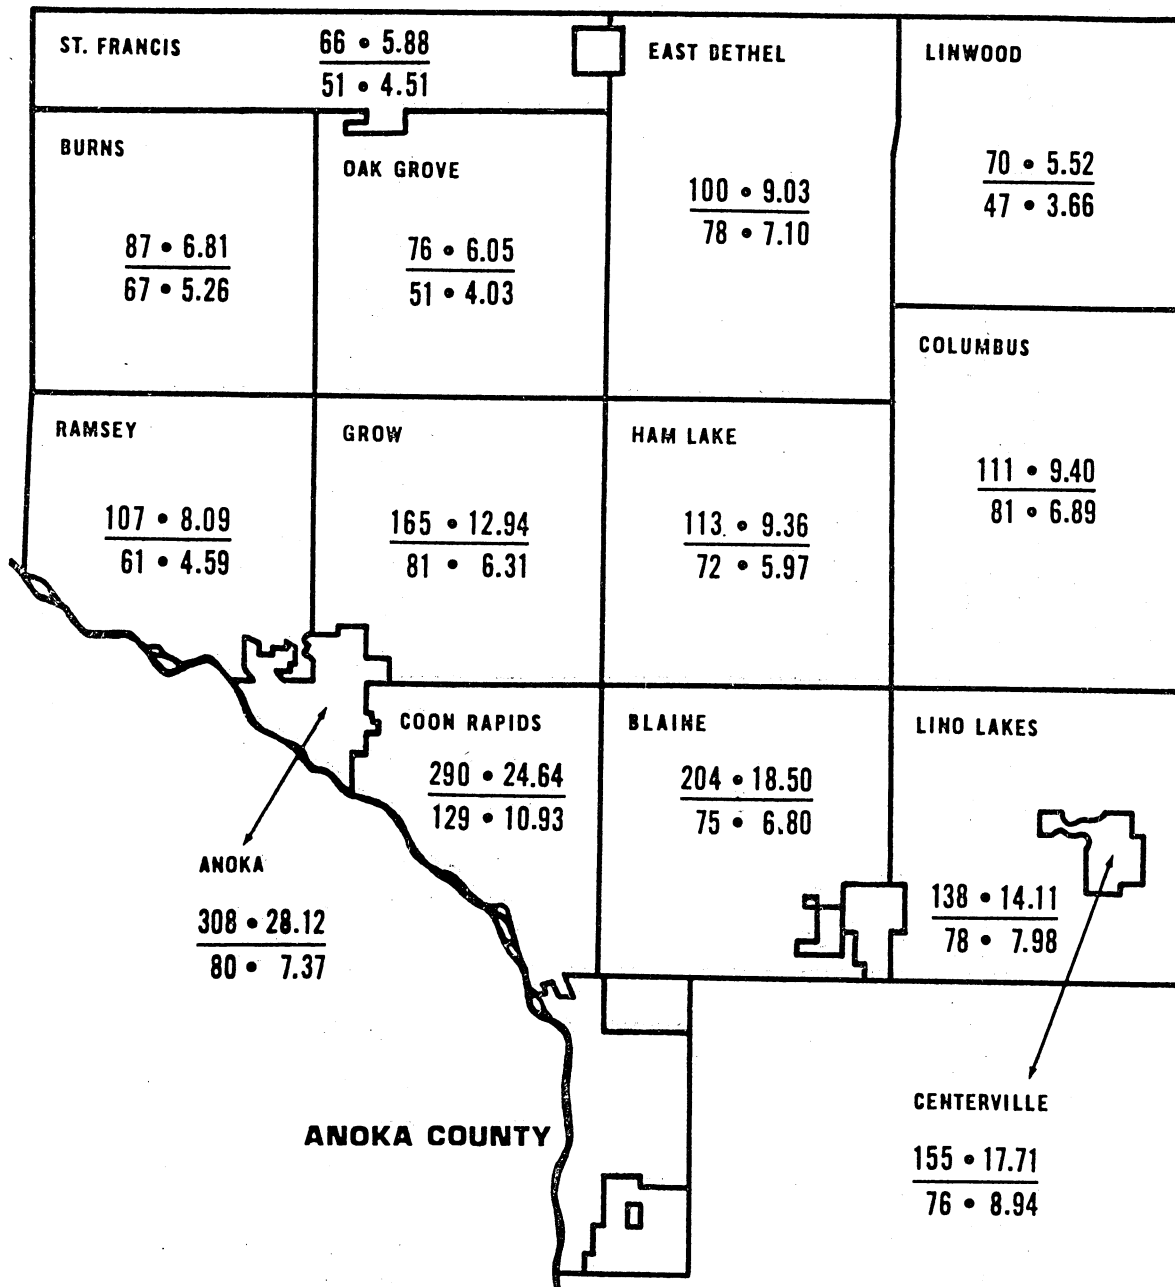 ST. FRANCIS
66 • 5.88
51 • 4.51
EAST BETHEL
100 • 9.03
78 • 7.10
LINWOOD
70 • 5.52
47 • 3.66
BURNS
87 • 6.81
67 • 5.26
OAK GROVE
76 • 6.05
51 • 4.03
COLUMBUS
111 • 9.40
81 • 6.89
RAMSEY
107 • 8.09
61 • 4.59
GROW
165 • 12.94
81 • 6.31
HAM LAKE
113 • 9.36
72 • 5.97
COON RAPIDS
290 • 24.64
129 • 10.93
BLAINE
204 • 18.50
75 • 6.80
LINO LAKES
138 • 14.11
78 • 7.98
ANOKA
308 • 28.12
80 • 7.37
CENTERVILLE
155 • 17.71
76 • 8.94
ANOKA COUNTY